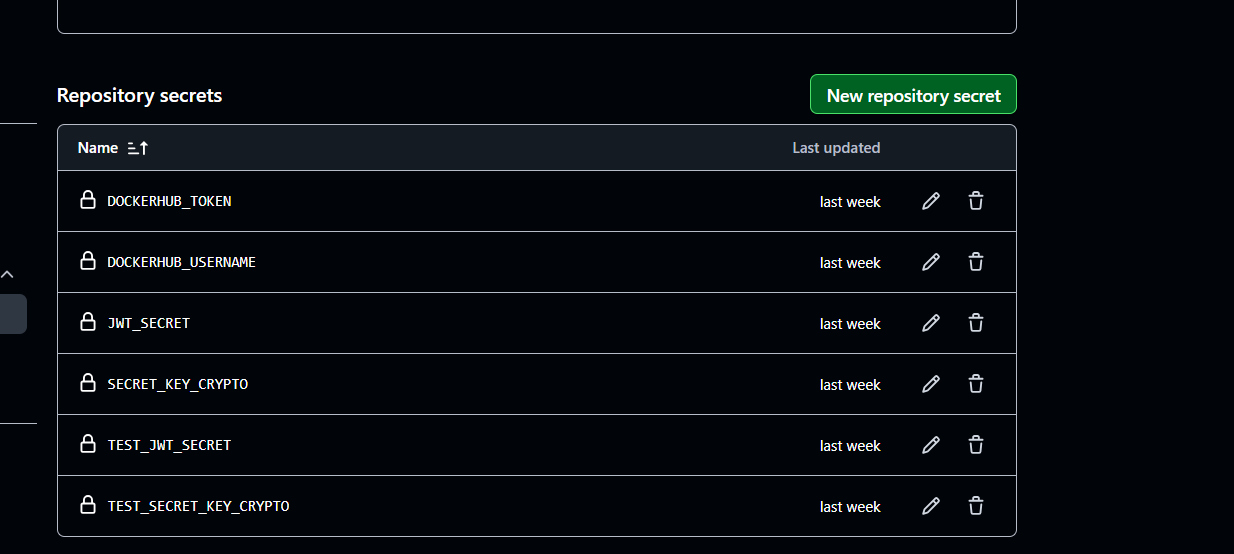 Repository secrets
New repository secret
Name
Last updated
DOCKERHUB_TOKEN
last week
DOCKERHUB_USERNAME
last week
JWT_SECRET
last week
SECRET_KEY_CRYPTO
last week
TEST_JWT_SECRET
last week
TEST_SECRET_KEY_CRYPTO
last week